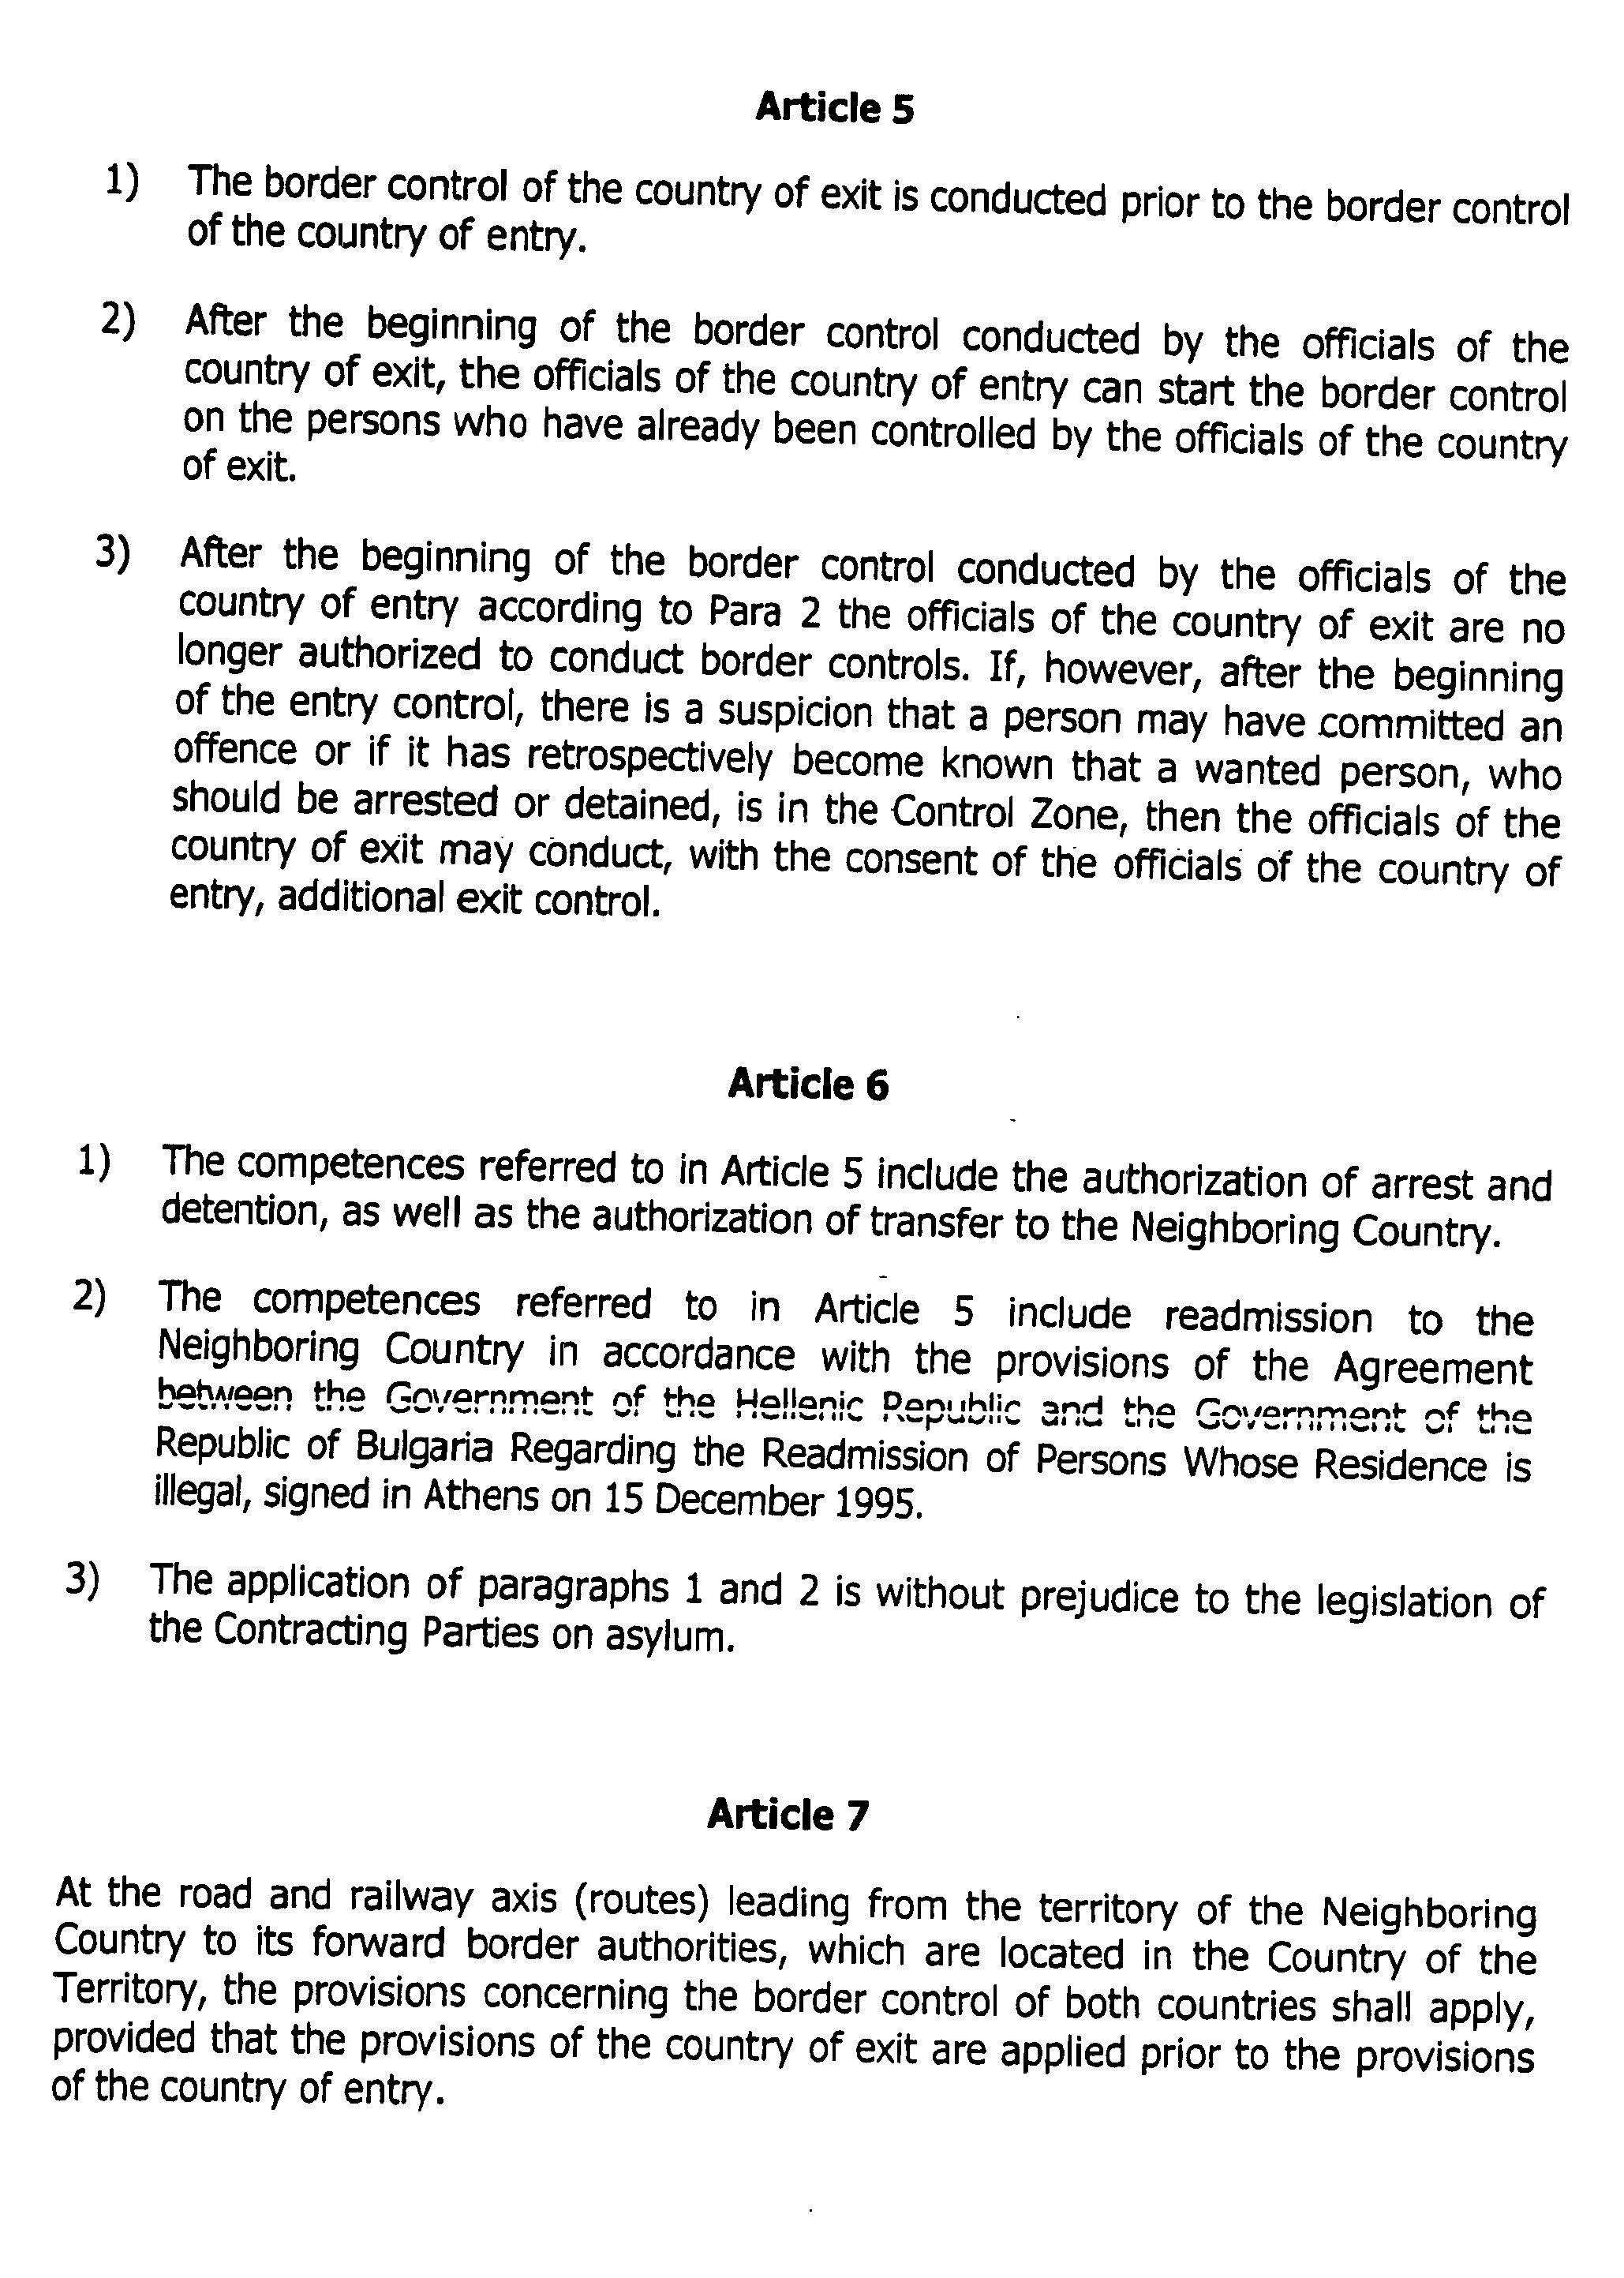 Article 5
1) The border control of the country of exit is conducted prior to the border control
of the country of entry.
2) After the beginning of the border control conducted by the officials of the
country of exit, the officials of the country of entry can start the border control
on the persons who have already been controlled by the officials of the country
of exit.
3) After the beginning of the border control conducted by the officials of the
country of entry according to Para 2 the officials of the country of exit are no
longer authorized to conduct border controls. If, however, after the beginning
of the entry control, there is a suspicion that a person may have committed an
offence or if it has retrospectively become known that a wanted person, who
should be arrested or detained, is in the Control Zone, then the officials of the
country of exit may conduct, with the consent of the officials of the country of
entry, additional exit control.
Article 6
1) The competences referred to in Article 5 include the authorization of arrest and
detention, as well as the authorization of transfer to the Neighboring Country.
2) The competences referred to in Article 5 include readmission to the
Neighboring Country in accordance with the provisions of the Agreement
between the Government of the Hellenic Republic and the Government of the
Republic of Bulgaria Regarding the Readmission of Persons Whose Residence is
illegal, signed in Athens on 15 December 1995.
3) The application of paragraphs 1 and 2 is without prejudice to the legislation of
the Contracting Parties on asylum.
Article 7
At the road and railway axis (routes) leading from the territory of the Neighboring
Country to its forward border authorities, which are located in the Country of the
Territory, the provisions concerning the border control of both countries shall apply,
provided that the provisions of the country of exit are applied prior to the provisions
of the country of entry.